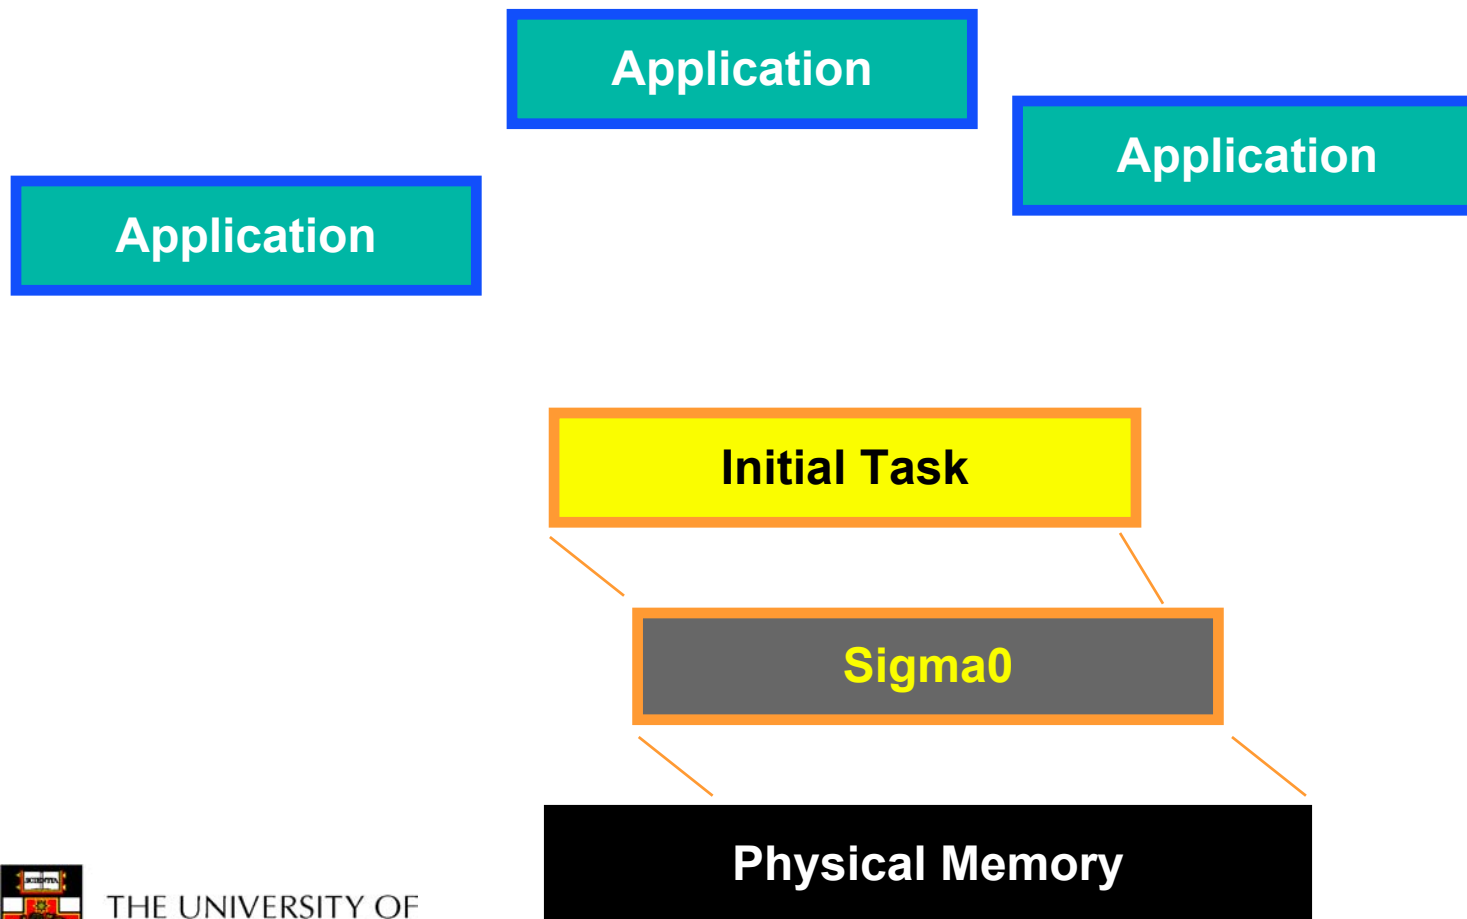 Application
Application
Application
Initial Task
Sigma0
Physical Memory
THE UNIVERSITY OF